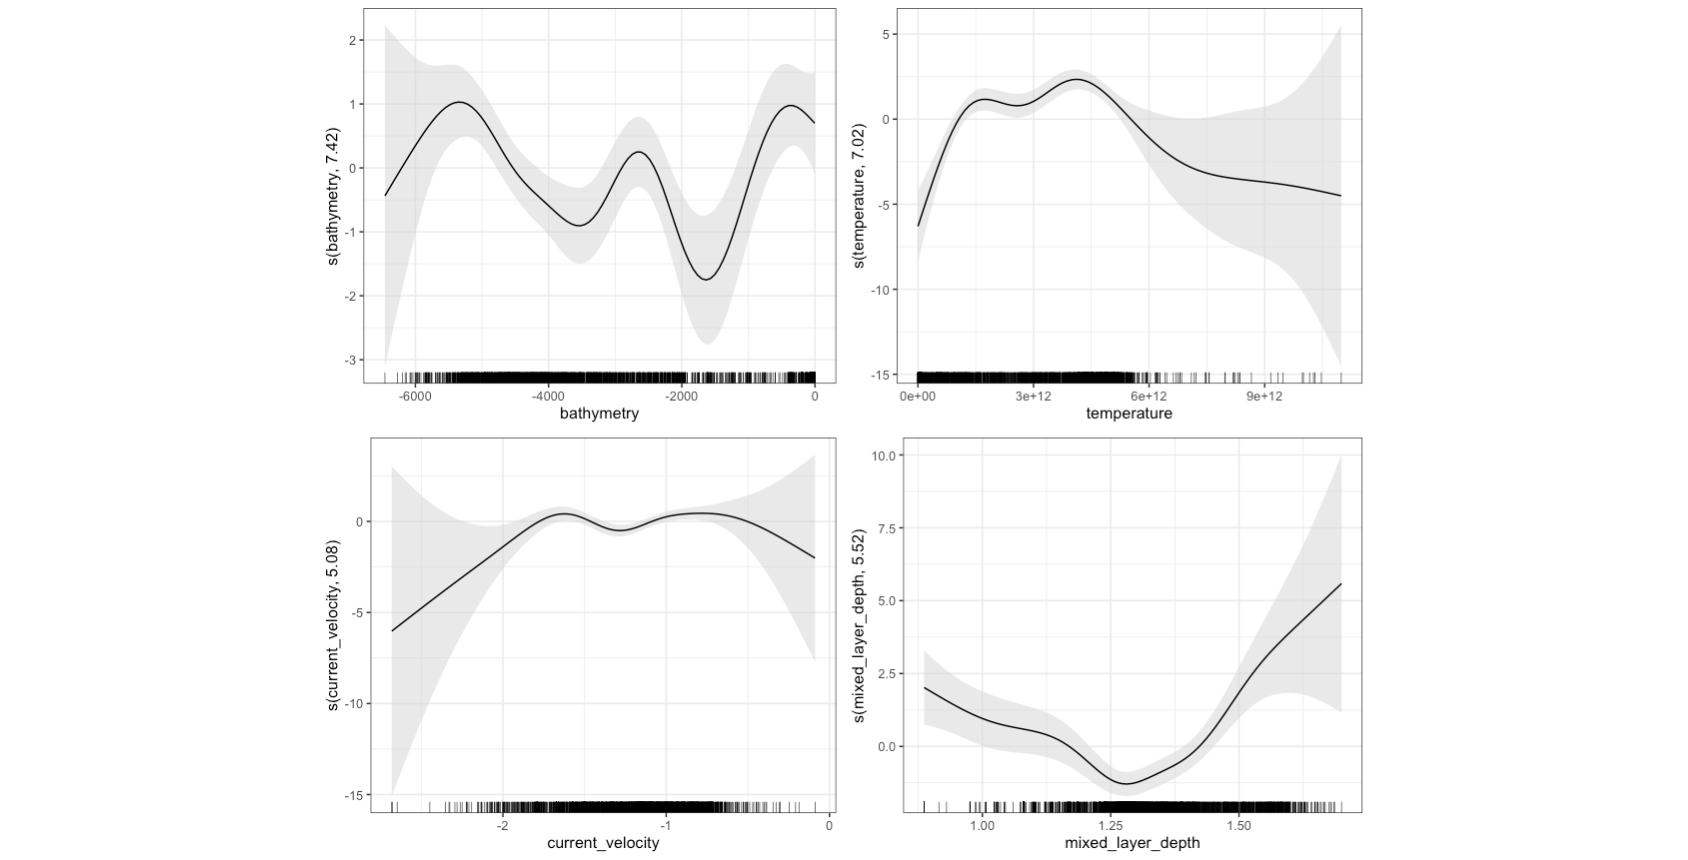 s(bathymetry, 7.42)
2
1
0
-1
-2
-3
-6000 -4000 -2000 0
bathymetry
s(temperature, 7.02)
5
0
-5
-10
-15
0e+00 3e+12 6e+12 9e+12
temperature
s(current_velocity, 5.08)
0
-5
-10
-15
-2 -1 0
current_velocity
s(mixed_layer_depth, 5.52)
10.0
7.5
5.0
2.5
0.0
1.00 1.25 1.50
mixed_layer_depth